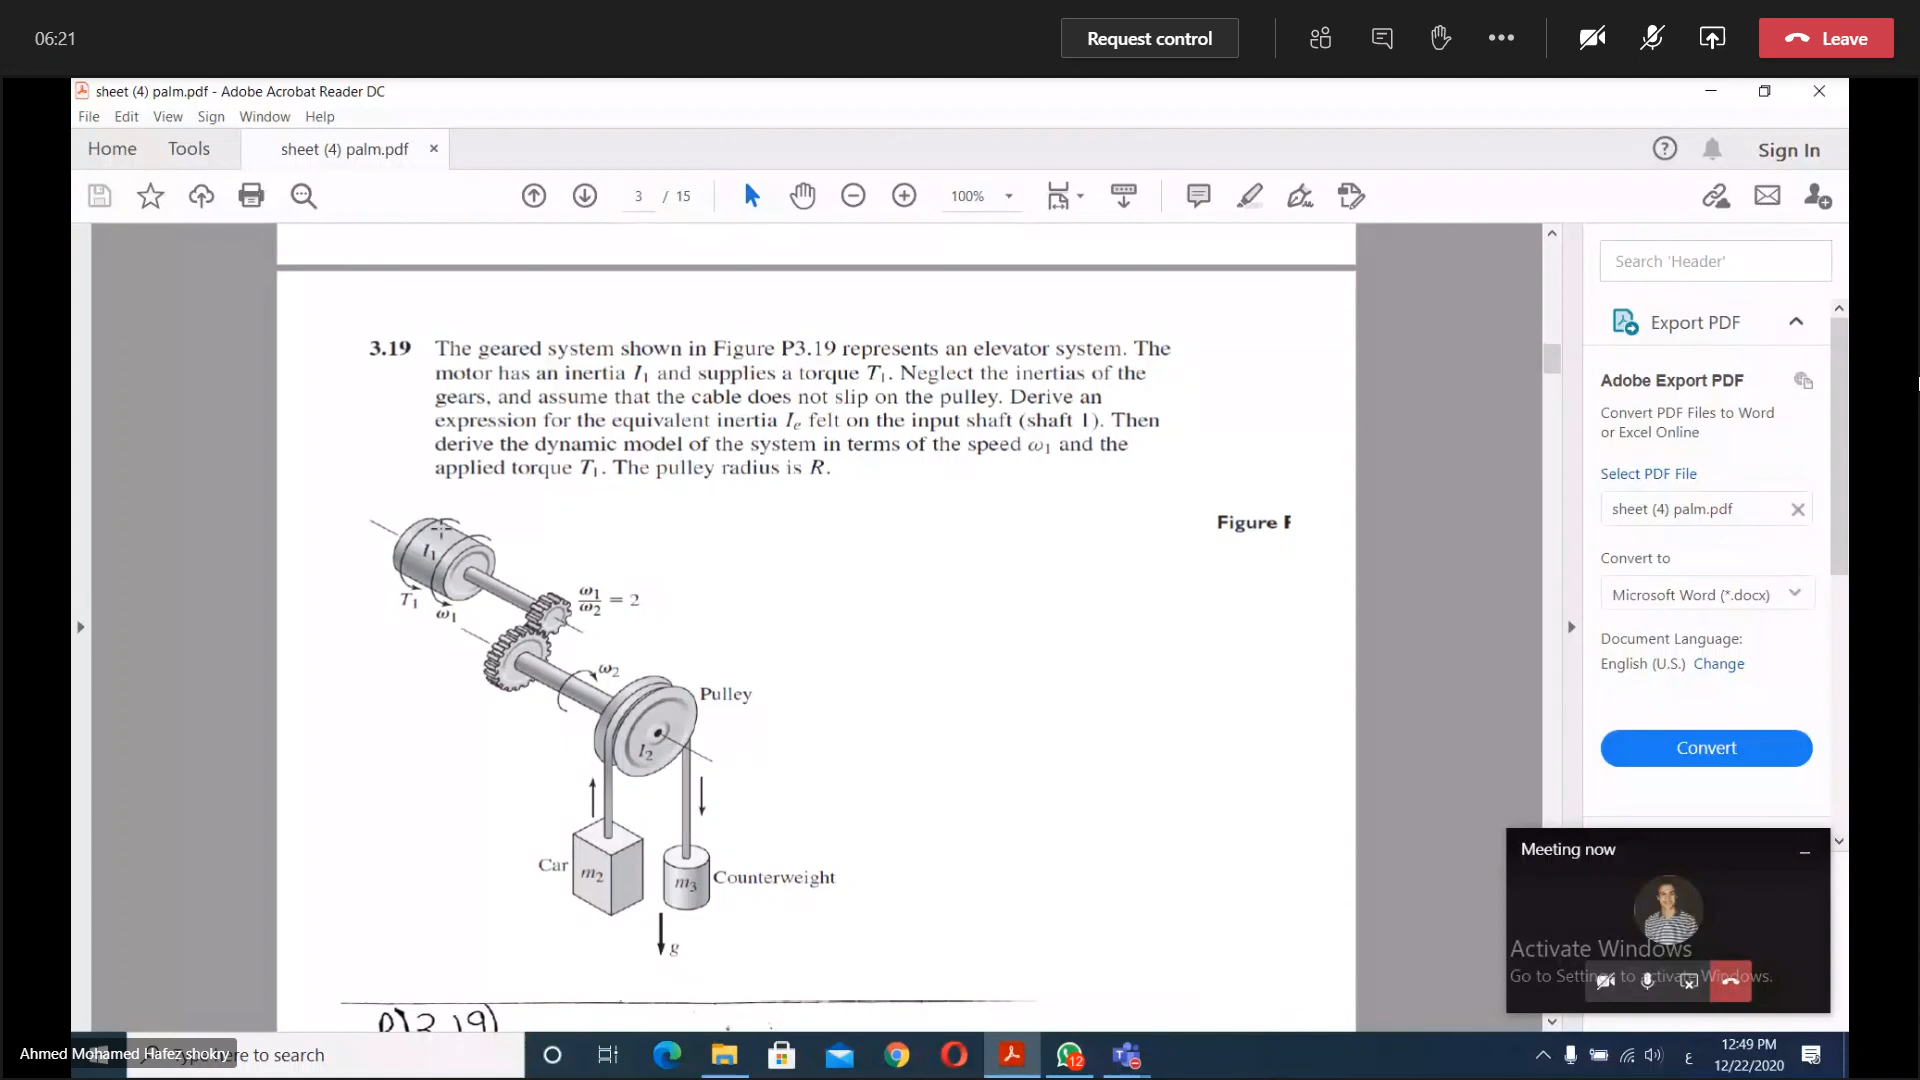 06:21
Request control
Leave
sheet (4) palm.pdf - Adobe Acrobat Reader DC
File Edit View Sign Window Help
Home Tools sheet (4) palm.pdf × ? Sign In
3 / 15 100%
Search 'Header'
Export PDF
Adobe Export PDF
Convert PDF Files to Word
or Excel Online
Select PDF File
sheet (4) palm.pdf
Convert to
Microsoft Word (*.docx)
Document Language:
English (U.S.) Change
Convert
3.19 The geared system shown in Figure P3.19 represents an elevator system. The
motor has an inertia I₁ and supplies a torque T₁. Neglect the inertias of the
gears, and assume that the cable does not slip on the pulley. Derive an
expression for the equivalent inertia Iₑ felt on the input shaft (shaft 1). Then
derive the dynamic model of the system in terms of the speed ω₁ and the
applied torque T₁. The pulley radius is R.
Figure
I₁
T₁
ω₁
ω₁/ω₂ = 2
ω₂
Pulley
I₂
Car
m₂
m₃
Counterweight
g
Meeting now
Activate Windows
Go to Settings to activate Windows.
Ahmed Mohamed Hafez shokry
here to search
12
ع
12:49 PM
12/22/2020